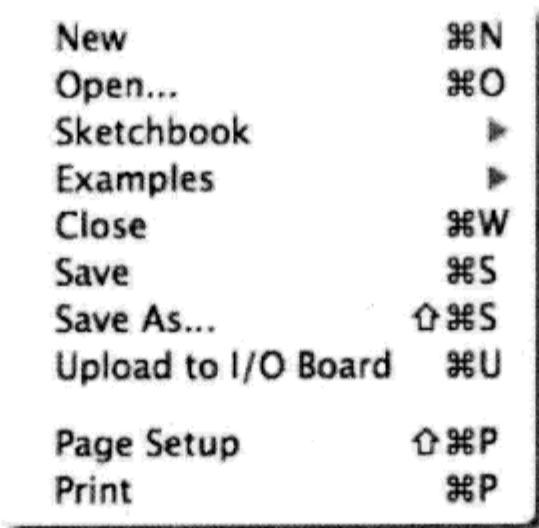 New ⌘N
Open... ⌘O
Sketchbook ▶
Examples ▶
Close ⌘W
Save ⌘S
Save As... ⇧⌘S
Upload to I/O Board ⌘U
Page Setup ⇧⌘P
Print ⌘P